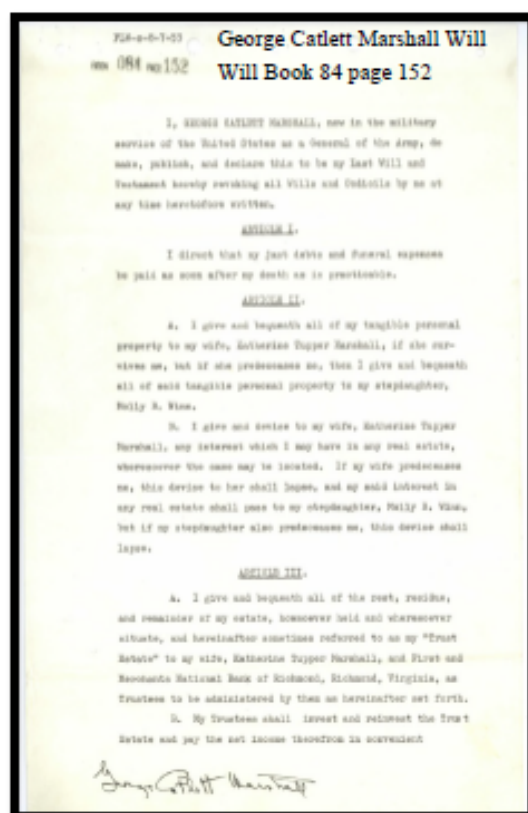 George Catlett Marshall Will
Will Book 84 page 152
BOOK 084 PAGE 152
I, GEORGE CATLETT MARSHALL, now in the military
service of the United States as a General of the Army, do
make, publish, and declare this to be my Last Will and
Testament hereby revoking all Wills and Codicils by me at
any time heretofore written.
ARTICLE I.
I direct that my just debts and funeral expenses
be paid as soon after my death as is practicable.
ARTICLE II.
A. I give and bequeath all of my tangible personal
property to my wife, Katherine Tupper Marshall, if she sur-
vives me, but if she predeceases me, then I give and bequeath
all of said tangible personal property to my stepdaughter,
Molly B. Winn.
B. I give and devise to my wife, Katherine Tupper
Marshall, any interest which I may have in any real estate,
wheresoever the same may be located. If my wife predeceases
me, this devise to her shall lapse, and my said interest in
any real estate shall pass to my stepdaughter, Molly B. Winn,
but if my stepdaughter also predeceases me, this devise shall
lapse.
ARTICLE III.
A. I give and bequeath all of the rest, residue,
and remainder of my estate, howsoever held and wheresoever
situate, and hereinafter sometimes referred to as my "Trust
Estate" to my wife, Katherine Tupper Marshall, and First and
Merchants National Bank of Richmond, Richmond, Virginia, as
Trustees to be administered by them as hereinafter set forth.
B. My Trustees shall invest and reinvest the Trust
Estate and pay the net income therefrom in convenient
George Catlett Marshall